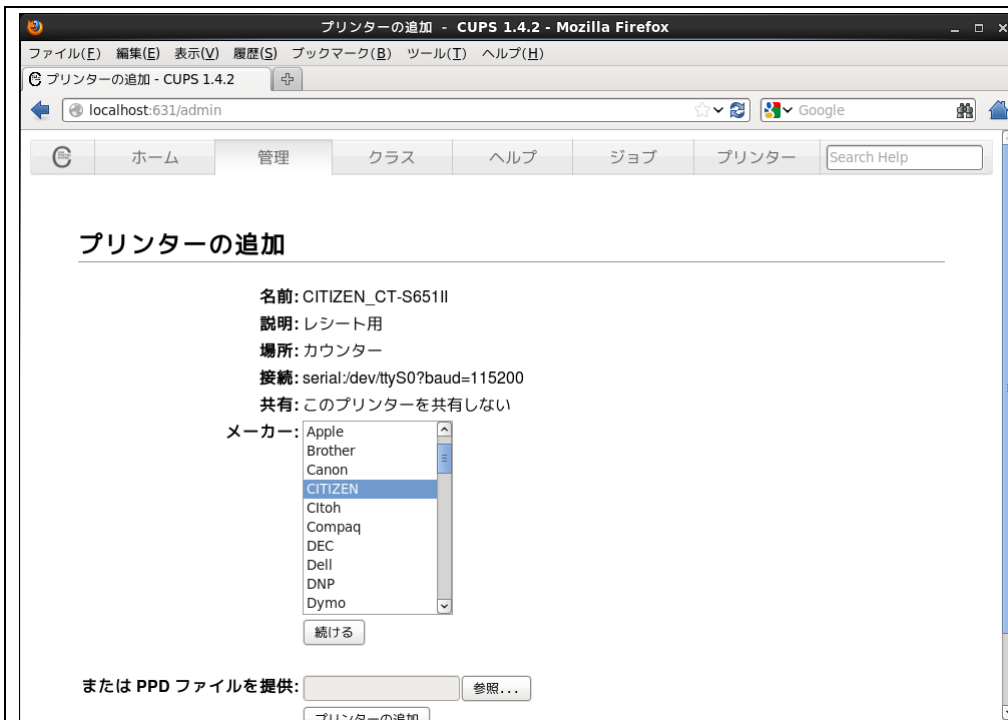 プリンターの追加 - CUPS 1.4.2 - Mozilla Firefox
ファイル(F) 編集(E) 表示(V) 履歴(S) ブックマーク(B) ツール(T) ヘルプ(H)
プリンターの追加 - CUPS 1.4.2
localhost:631/admin
Google
ホーム 管理 クラス ヘルプ ジョブ プリンター Search Help
プリンターの追加
名前: CITIZEN_CT-S651II
説明: レシート用
場所: カウンター
接続: serial:/dev/ttyS0?baud=115200
共有: このプリンターを共有しない
メーカー: Apple
Brother
Canon
CITIZEN
CItoh
Compaq
DEC
Dell
DNP
Dymo
続ける
または PPD ファイルを提供: 参照...
プリンターの追加